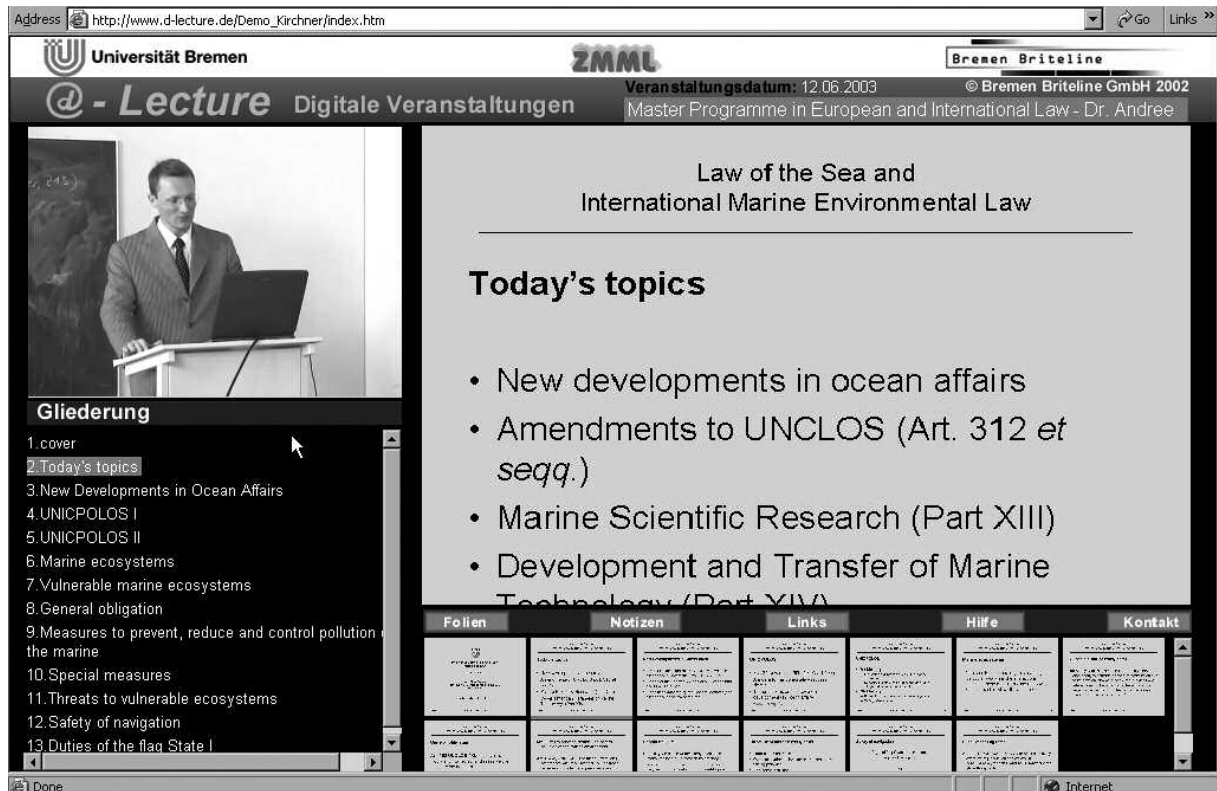 Address http://www.d-lecture.de/Demo_Kirchner/index.htm Go Links »
Universität Bremen
ZMML
Bremen Briteline
@ - Lecture Digitale Veranstaltungen
Veranstaltungsdatum: 12.06.2003 © Bremen Briteline GmbH 2002
Master Programme in European and International Law - Dr. Andree
Law of the Sea and
International Marine Environmental Law
Today's topics
• New developments in ocean affairs
• Amendments to UNCLOS (Art. 312 et
seqq.)
• Marine Scientific Research (Part XIII)
• Development and Transfer of Marine
Technology (Part XIV)
Gliederung
1.cover
2.Today's topics
3.New Developments in Ocean Affairs
4.UNICPOLOS I
5.UNICPOLOS II
6.Marine ecosystems
7.Vulnerable marine ecosystems
8.General obligation
9.Measures to prevent, reduce and control pollution
the marine
10.Special measures
11.Threats to vulnerable ecosystems
12.Safety of navigation
13.Duties of the flag State I
Folien Notizen Links Hilfe Kontakt
Done Internet